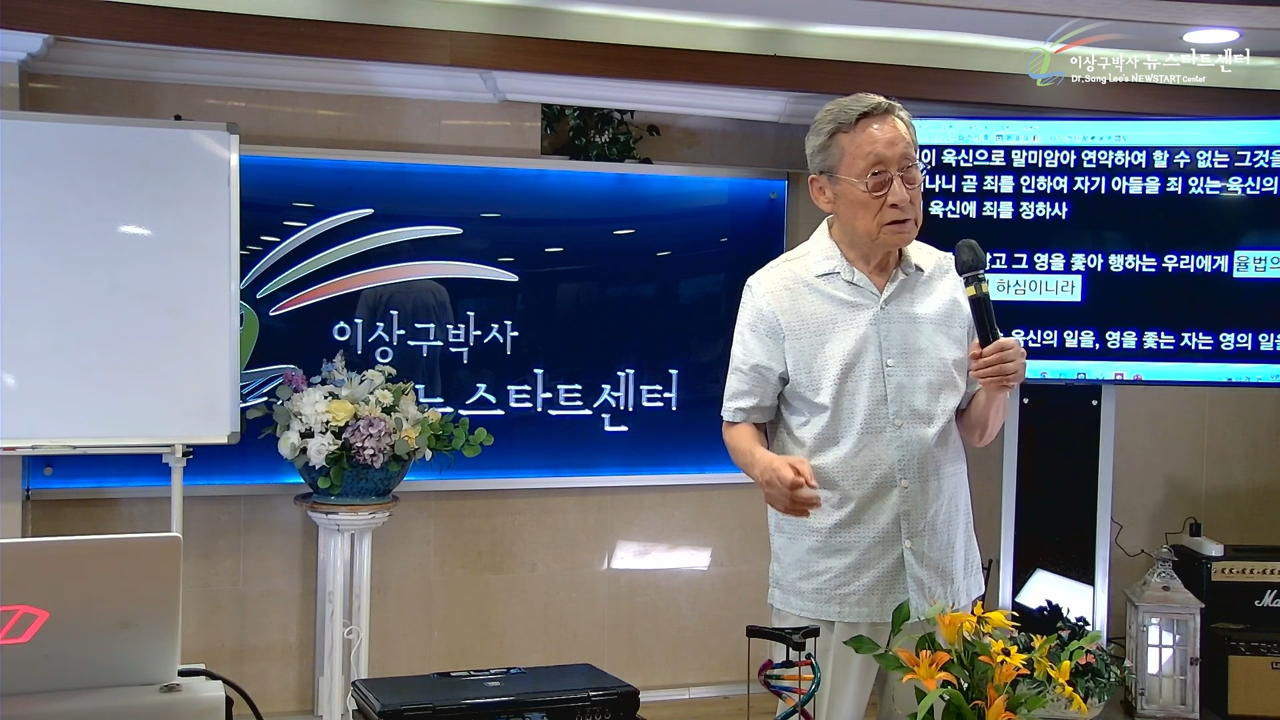 이상구박사 뉴스타트센터
Dr. Sang Lee's NEWSTART Center
이 육신으로 말미암아 연약하여 할 수 없는 그것을
나니 곧 죄를 인하여 자기 아들을 죄 있는 육신의
육신에 죄를 정하사
고 그 영을 좇아 행하는 우리에게 율법의
하심이니라
육신의 일을, 영을 좇는 자는 영의 일을
이상구박사
뉴스타트센터